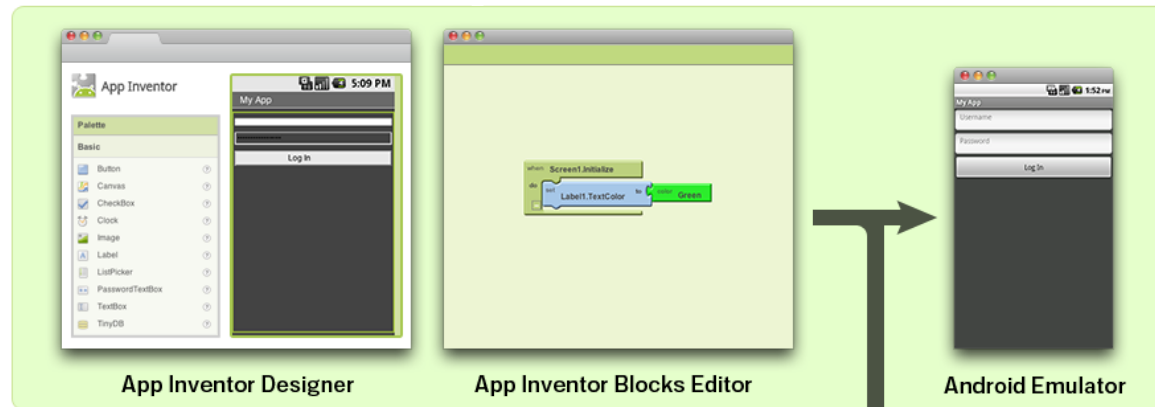 App Inventor
Palette
Basic
Button
Canvas
CheckBox
Clock
Image
Label
ListPicker
PasswordTextBox
TextBox
TinyDB
5:09 PM
My App
Log In
when Screen1.Initialize
do set Label1.TextColor to color Green
1:52 PM
My App
Username
Password
Log In
App Inventor Designer
App Inventor Blocks Editor
Android Emulator